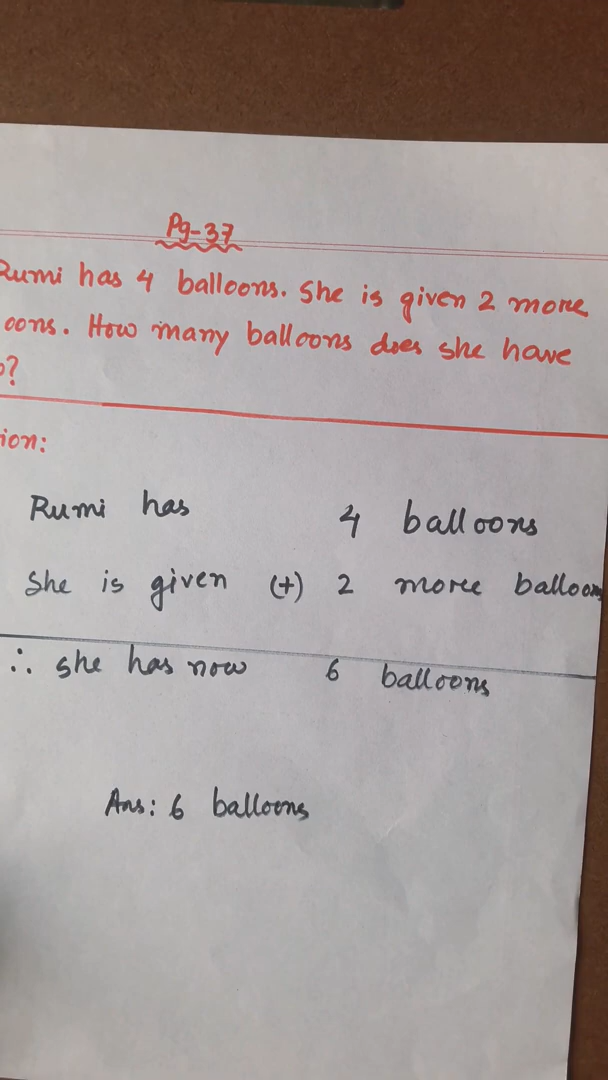 Pg-37
Rumi has 4 balloons. She is given 2 more
oons. How many balloons does she have
?
ion:
Rumi has 4 balloons
She is given (+) 2 more balloons
∴ she has now 6 balloons
Ans: 6 balloons